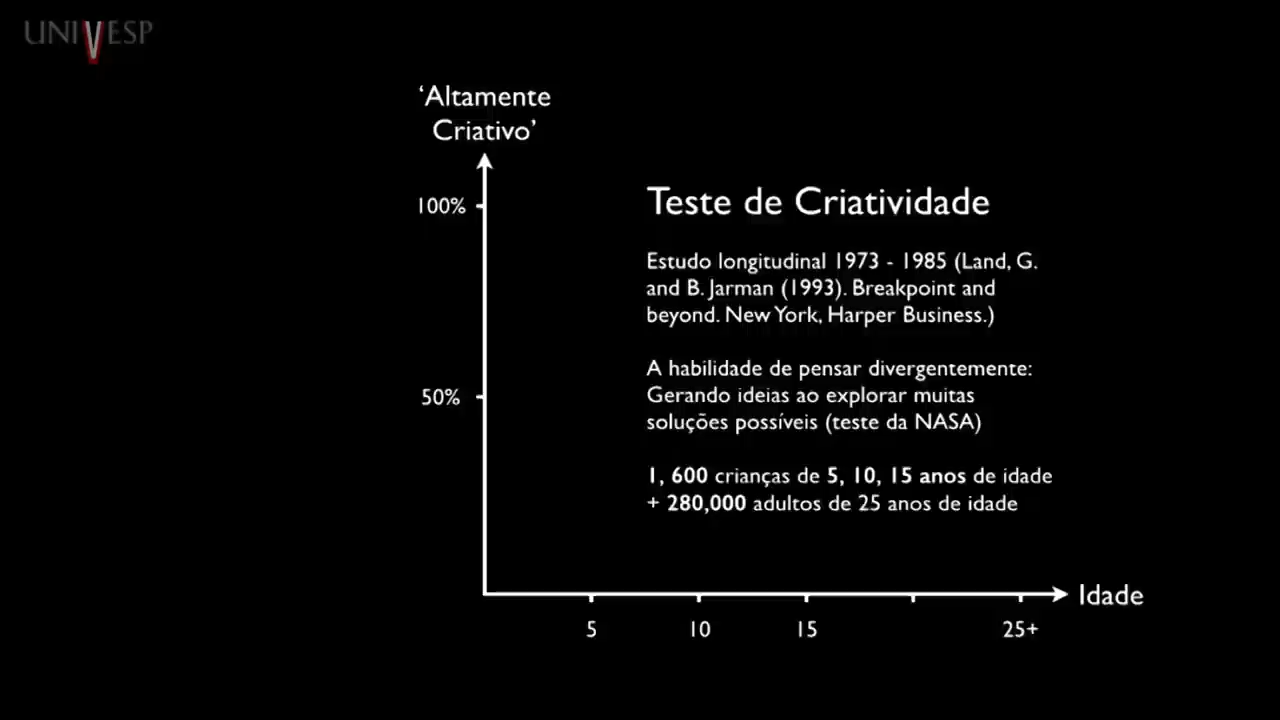 UNIVESP
‘Altamente
Criativo’
100%
50%
Teste de Criatividade
Estudo longitudinal 1973 - 1985 (Land, G.
and B. Jarman (1993). Breakpoint and
beyond. New York, Harper Business.)
A habilidade de pensar divergentemente:
Gerando ideias ao explorar muitas
soluções possíveis (teste da NASA)
1, 600 crianças de 5, 10, 15 anos de idade
+ 280,000 adultos de 25 anos de idade
Idade
5 10 15 25+